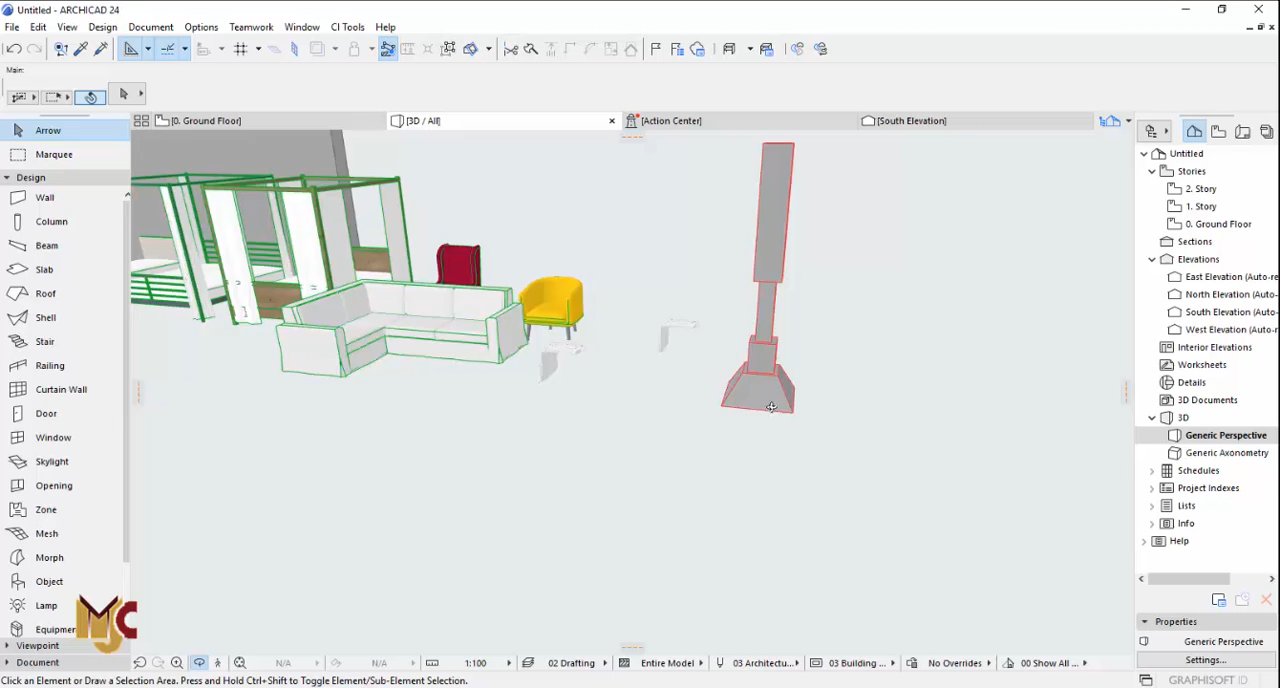 Untitled - ARCHICAD 24
File Edit View Design Document Options Teamwork Window CI Tools Help
Main:
[0. Ground Floor]
[3D / All]
[Action Center]
[South Elevation]
Arrow
Marquee
Design
Wall
Column
Beam
Slab
Roof
Shell
Stair
Railing
Curtain Wall
Door
Window
Skylight
Opening
Zone
Mesh
Morph
Object
Lamp
Equipmen
Viewpoint
Document
MJC
Untitled
Stories
2. Story
1. Story
0. Ground Floor
Sections
Elevations
East Elevation (Auto-re
North Elevation (Auto-
South Elevation (Auto-
West Elevation (Auto-re
Interior Elevations
Worksheets
Details
3D Documents
3D
Generic Perspective
Generic Axonometry
Schedules
Project Indexes
Lists
Info
Help
Properties
Generic Perspective
Settings...
N/A N/A 1:100 02 Drafting Entire Model 03 Architectu... 03 Building ... No Overrides 00 Show All ...
Click an Element or Draw a Selection Area. Press and Hold Ctrl+Shift to Toggle Element/Sub-Element Selection.
GRAPHISOFT ID